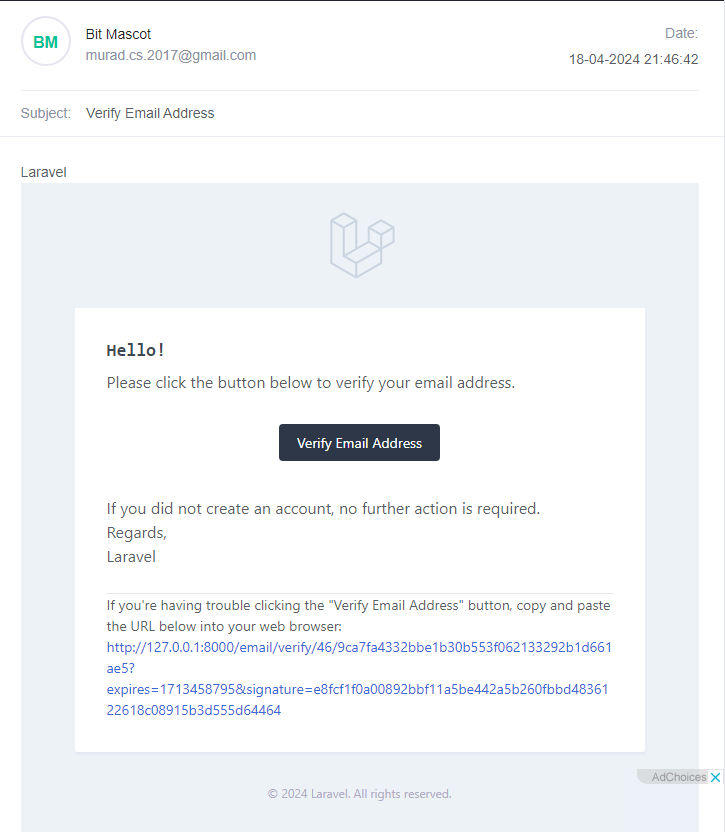 BM
Bit Mascot
Date:
murad.cs.2017@gmail.com
18-04-2024 21:46:42
Subject: Verify Email Address
Laravel
Hello!
Please click the button below to verify your email address.
Verify Email Address
If you did not create an account, no further action is required.
Regards,
Laravel
If you're having trouble clicking the "Verify Email Address" button, copy and paste
the URL below into your web browser:
http://127.0.0.1:8000/email/verify/46/9ca7fa4332bbe1b30b553f062133292b1d661
ae5?
expires=1713458795&signature=e8fcf1f0a00892bbf11a5be442a5b260fbbd4836
122618c08915b3d555d64464
AdChoices
© 2024 Laravel. All rights reserved.